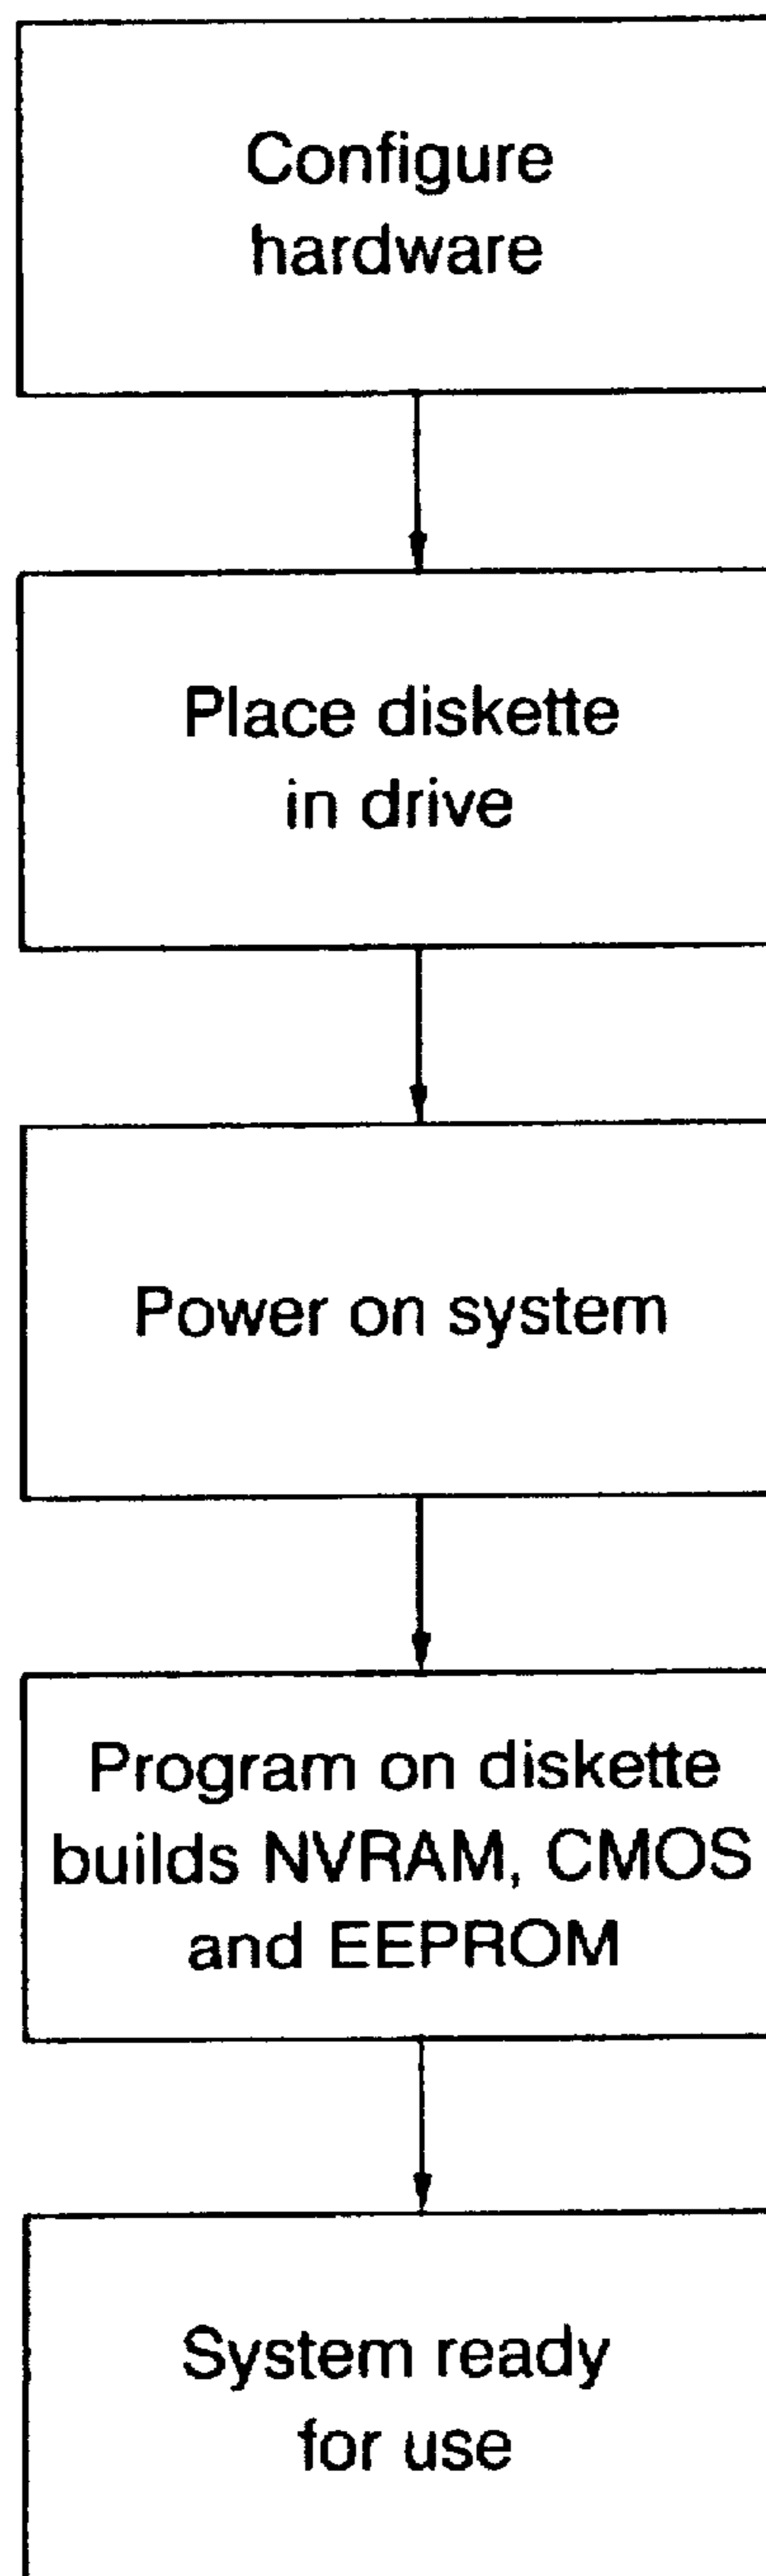 Configure
hardware
Place diskette
in drive
Power on system
Program on diskette
builds NVRAM, CMOS
and EEPROM
System ready
for use